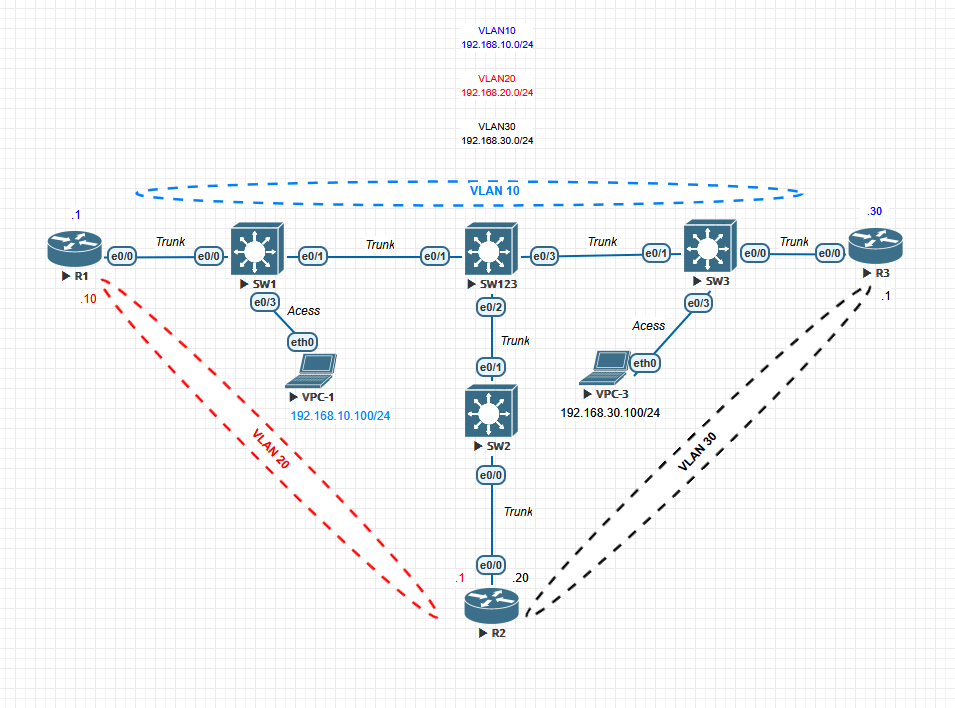 VLAN10
192.168.10.0/24
VLAN20
192.168.20.0/24
VLAN30
192.168.30.0/24
VLAN 10
.1
.30
Trunk
Trunk
Trunk
Trunk
e0/0
e0/0
e0/1
e0/1
e0/3
e0/1
e0/0
e0/0
R1
SW1
SW123
SW3
R3
.10
.1
e0/3
Acess
eth0
VPC-1
192.168.10.100/24
e0/2
Trunk
e0/1
SW2
e0/3
Acess
eth0
VPC-3
192.168.30.100/24
VLAN 20
VLAN 30
e0/0
Trunk
e0/0
.1
.20
R2